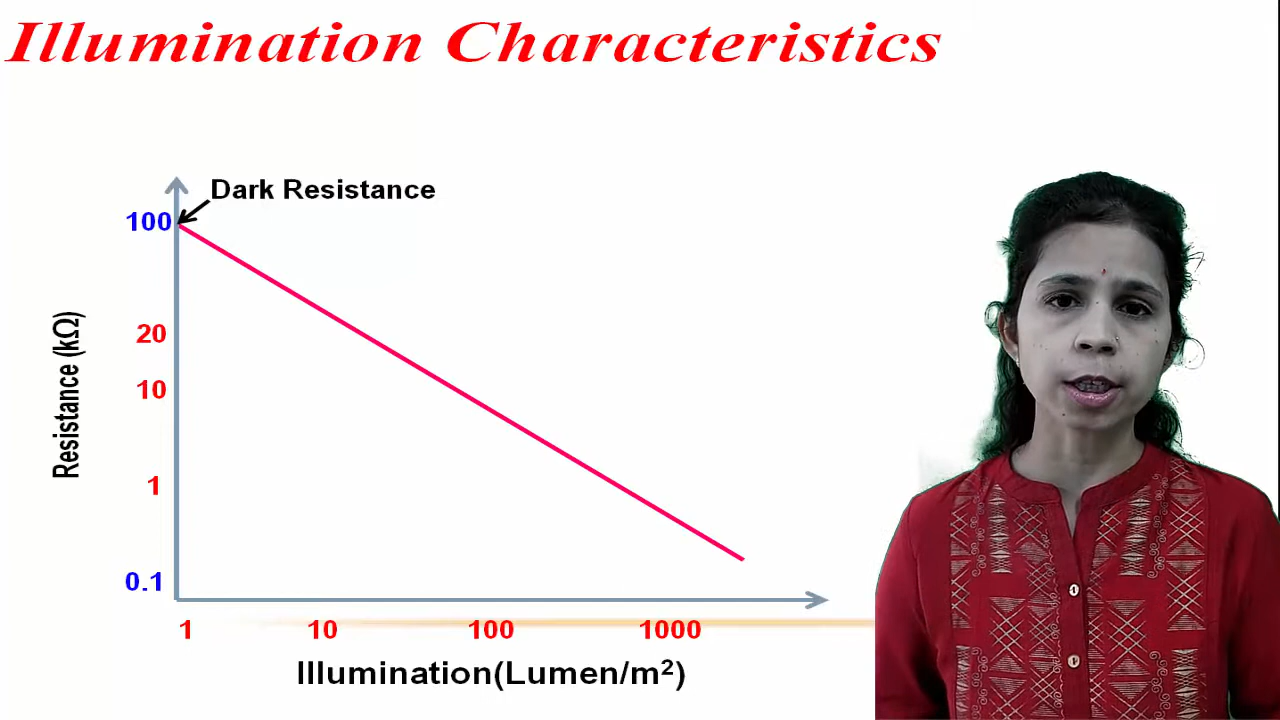 Illumination Characteristics
Dark Resistance
100
20
10
1
0.1
Resistance (kΩ)
1 10 100 1000
Illumination(Lumen/m²)